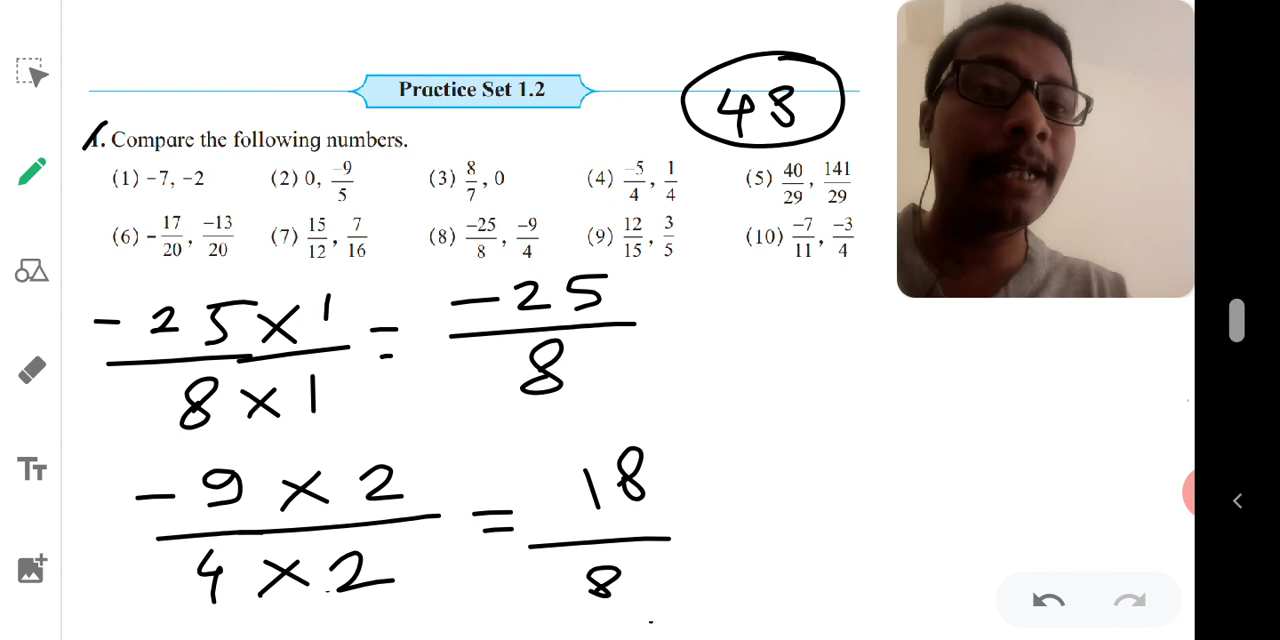 Practice Set 1.2
48
1. Compare the following numbers.
(1) -7, -2 (2) 0, -9/5 (3) 8/7, 0 (4) -5/4, 1/4 (5) 40/29, 141/29
(6) -17/20, -13/20 (7) 15/12, 7/16 (8) -25/8, -9/4 (9) 12/15, 3/5 (10) -7/11, -3/4
-25×1/8×1 = -25/8
-9×2/4×2 = 18/8
Tт